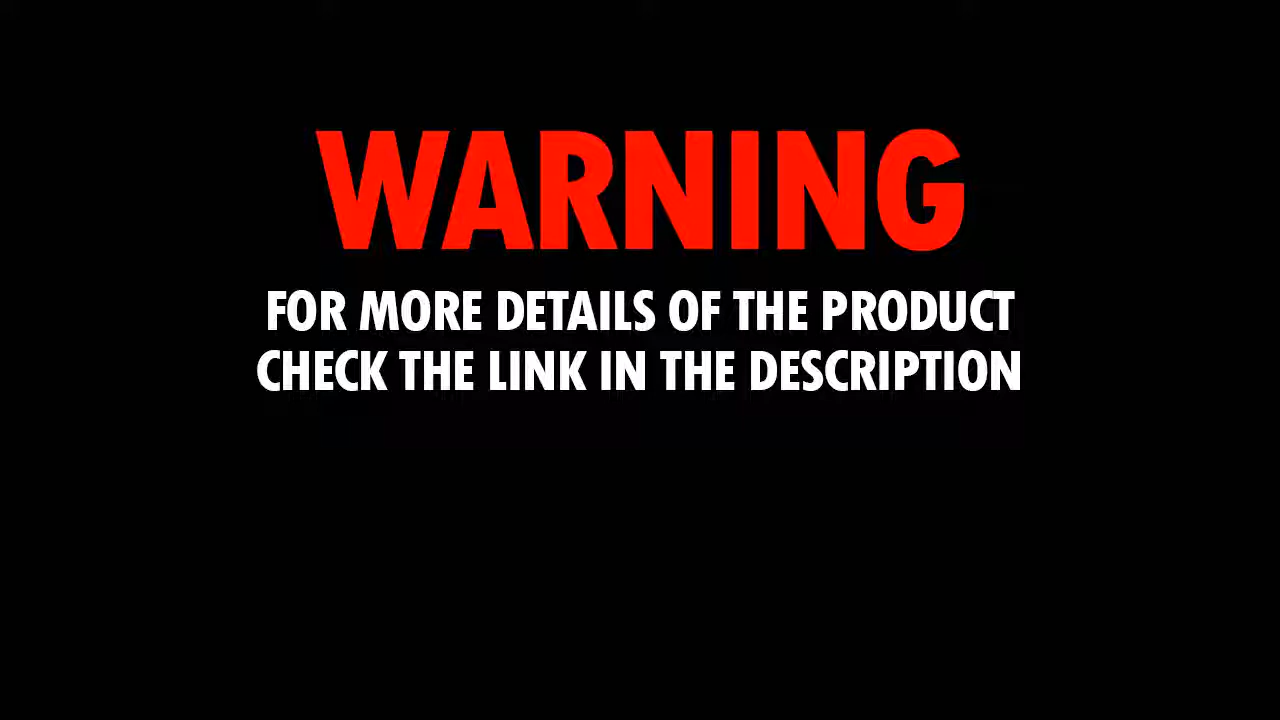 WARNING
FOR MORE DETAILS OF THE PRODUCT
CHECK THE LINK IN THE DESCRIPTION